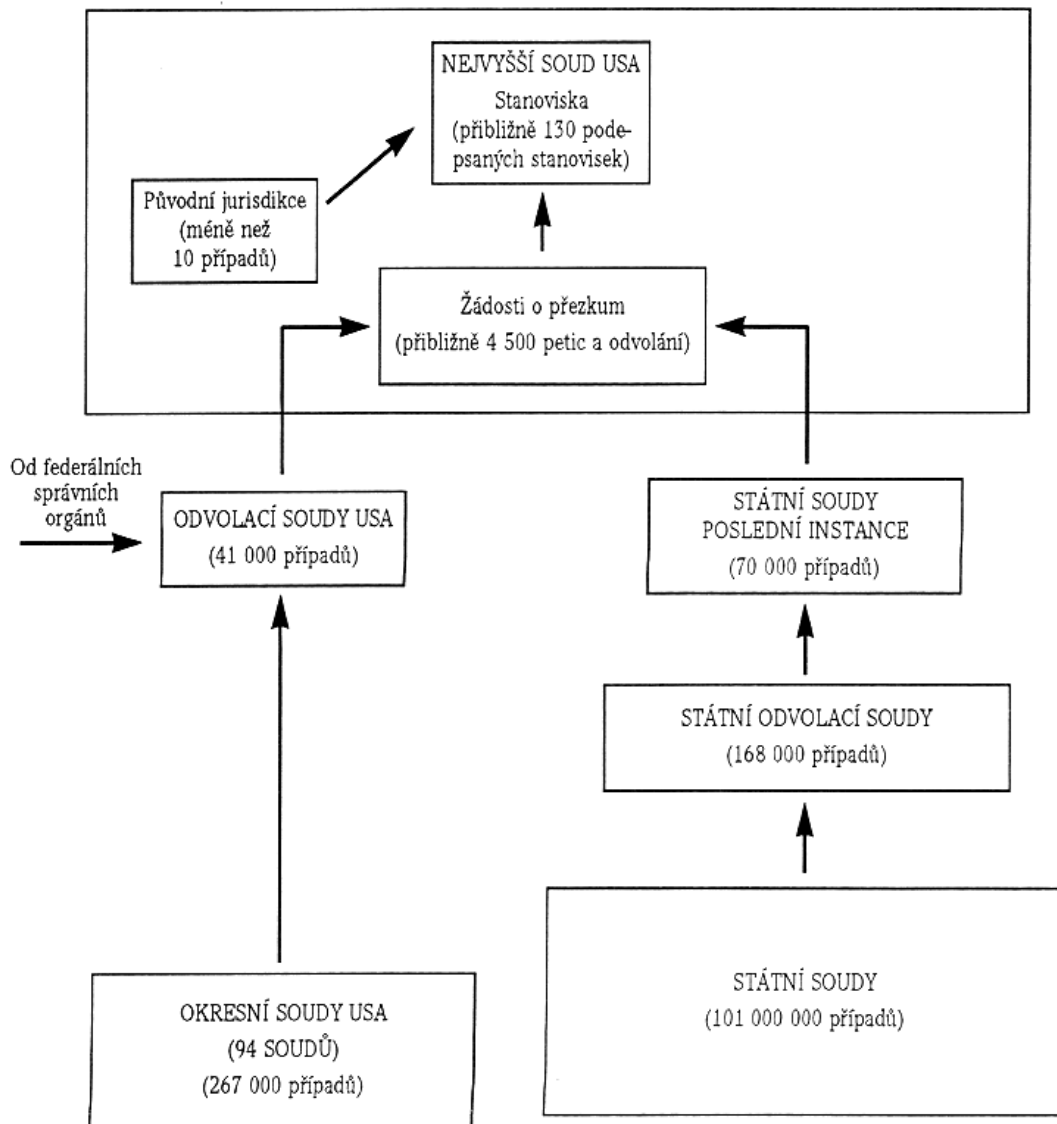 NEJVYŠŠÍ SOUD USA
Stanoviska
(přibližně 130 pode-
psaných stanovisek)
Původní jurisdikce
(méně než
10 případů)
Žádosti o přezkum
(přibližně 4 500 petic a odvolání)
Od federálních
správních
orgánů
ODVOLACÍ SOUDY USA
(41 000 případů)
STÁTNÍ SOUDY
POSLEDNÍ INSTANCE
(70 000 případů)
STÁTNÍ ODVOLACÍ SOUDY
(168 000 případů)
OKRESNÍ SOUDY USA
(94 SOUDŮ)
(267 000 případů)
STÁTNÍ SOUDY
(101 000 000 případů)